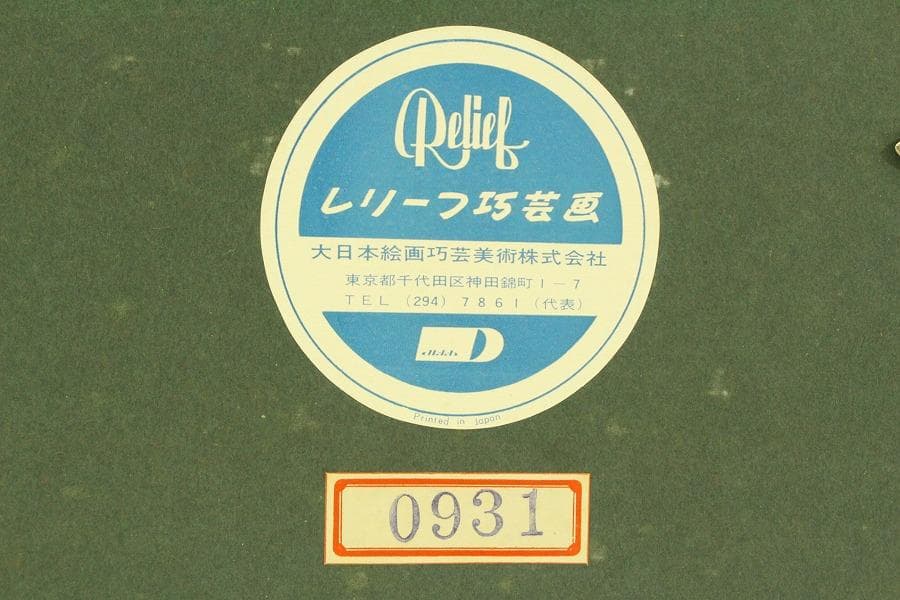 Relief
レリーフ巧芸画
大日本絵画巧芸美術株式会社
東京都千代田区神田錦町1-7
TEL (294) 7861 (代表)
Printed in Japan
0931